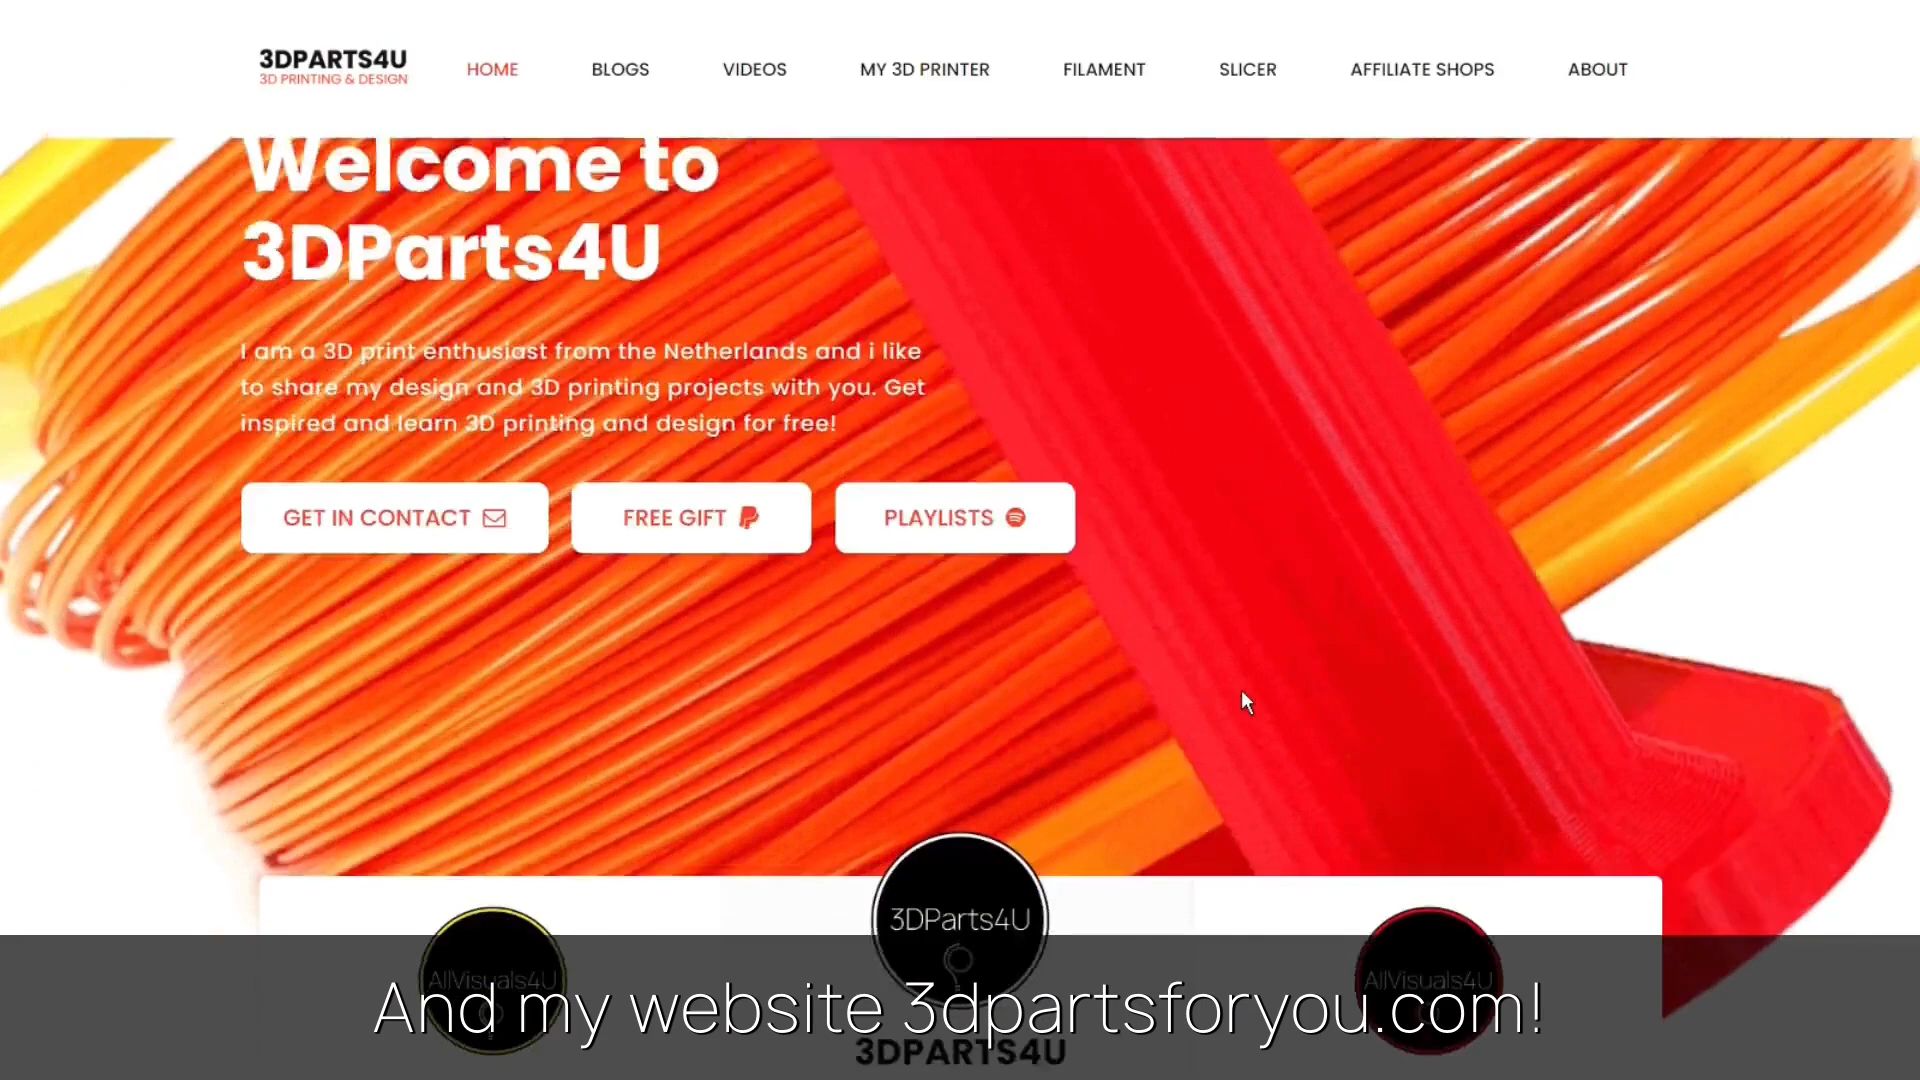 3DPARTS4U
3D PRINTING & DESIGN
HOME
BLOGS
VIDEOS
MY 3D PRINTER
FILAMENT
SLICER
AFFILIATE SHOPS
ABOUT
Welcome to
3DParts4U
I am a 3D print enthusiast from the Netherlands and i like
to share my design and 3D printing projects with you. Get
inspired and learn 3D printing and design for free!
GET IN CONTACT
FREE GIFT
PLAYLISTS
3DParts4U
AllVisuals4U
AllVisuals4U
And my website 3dpartsforyou.com!
3DPARTS4U